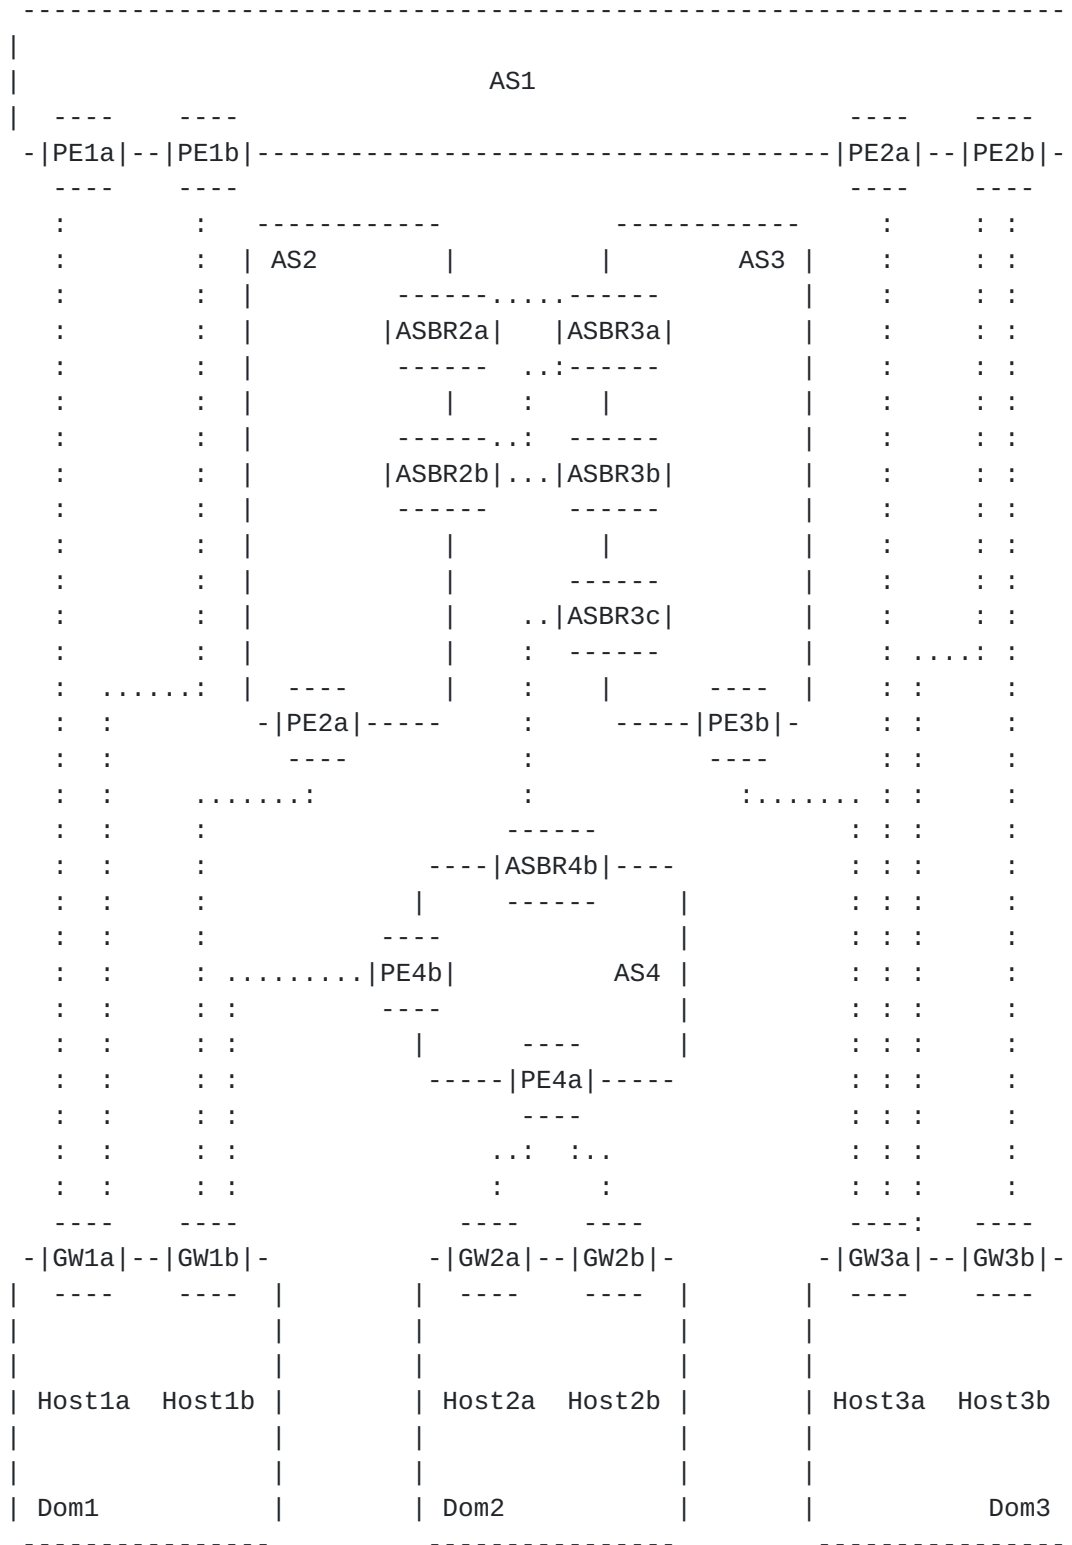 AS1
PE1a PE1b PE2a PE2b
AS2 AS3
ASBR2a ASBR3a
ASBR2b ASBR3b
ASBR3c
PE2a PE3b
ASBR4b
PE4b AS4
PE4a
GW1a GW1b GW2a GW2b GW3a GW3b
Host1a Host1b Host2a Host2b Host3a Host3b
Dom1 Dom2 Dom3